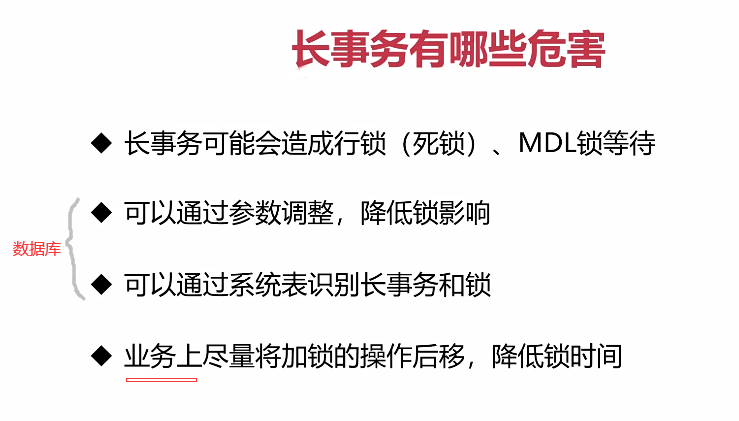 长事务有哪些危害
◆ 长事务可能会造成行锁（死锁）、MDL锁等待
◆ 可以通过参数调整，降低锁影响
数据库
◆ 可以通过系统表识别长事务和锁
◆ 业务上尽量将加锁的操作后移，降低锁时间